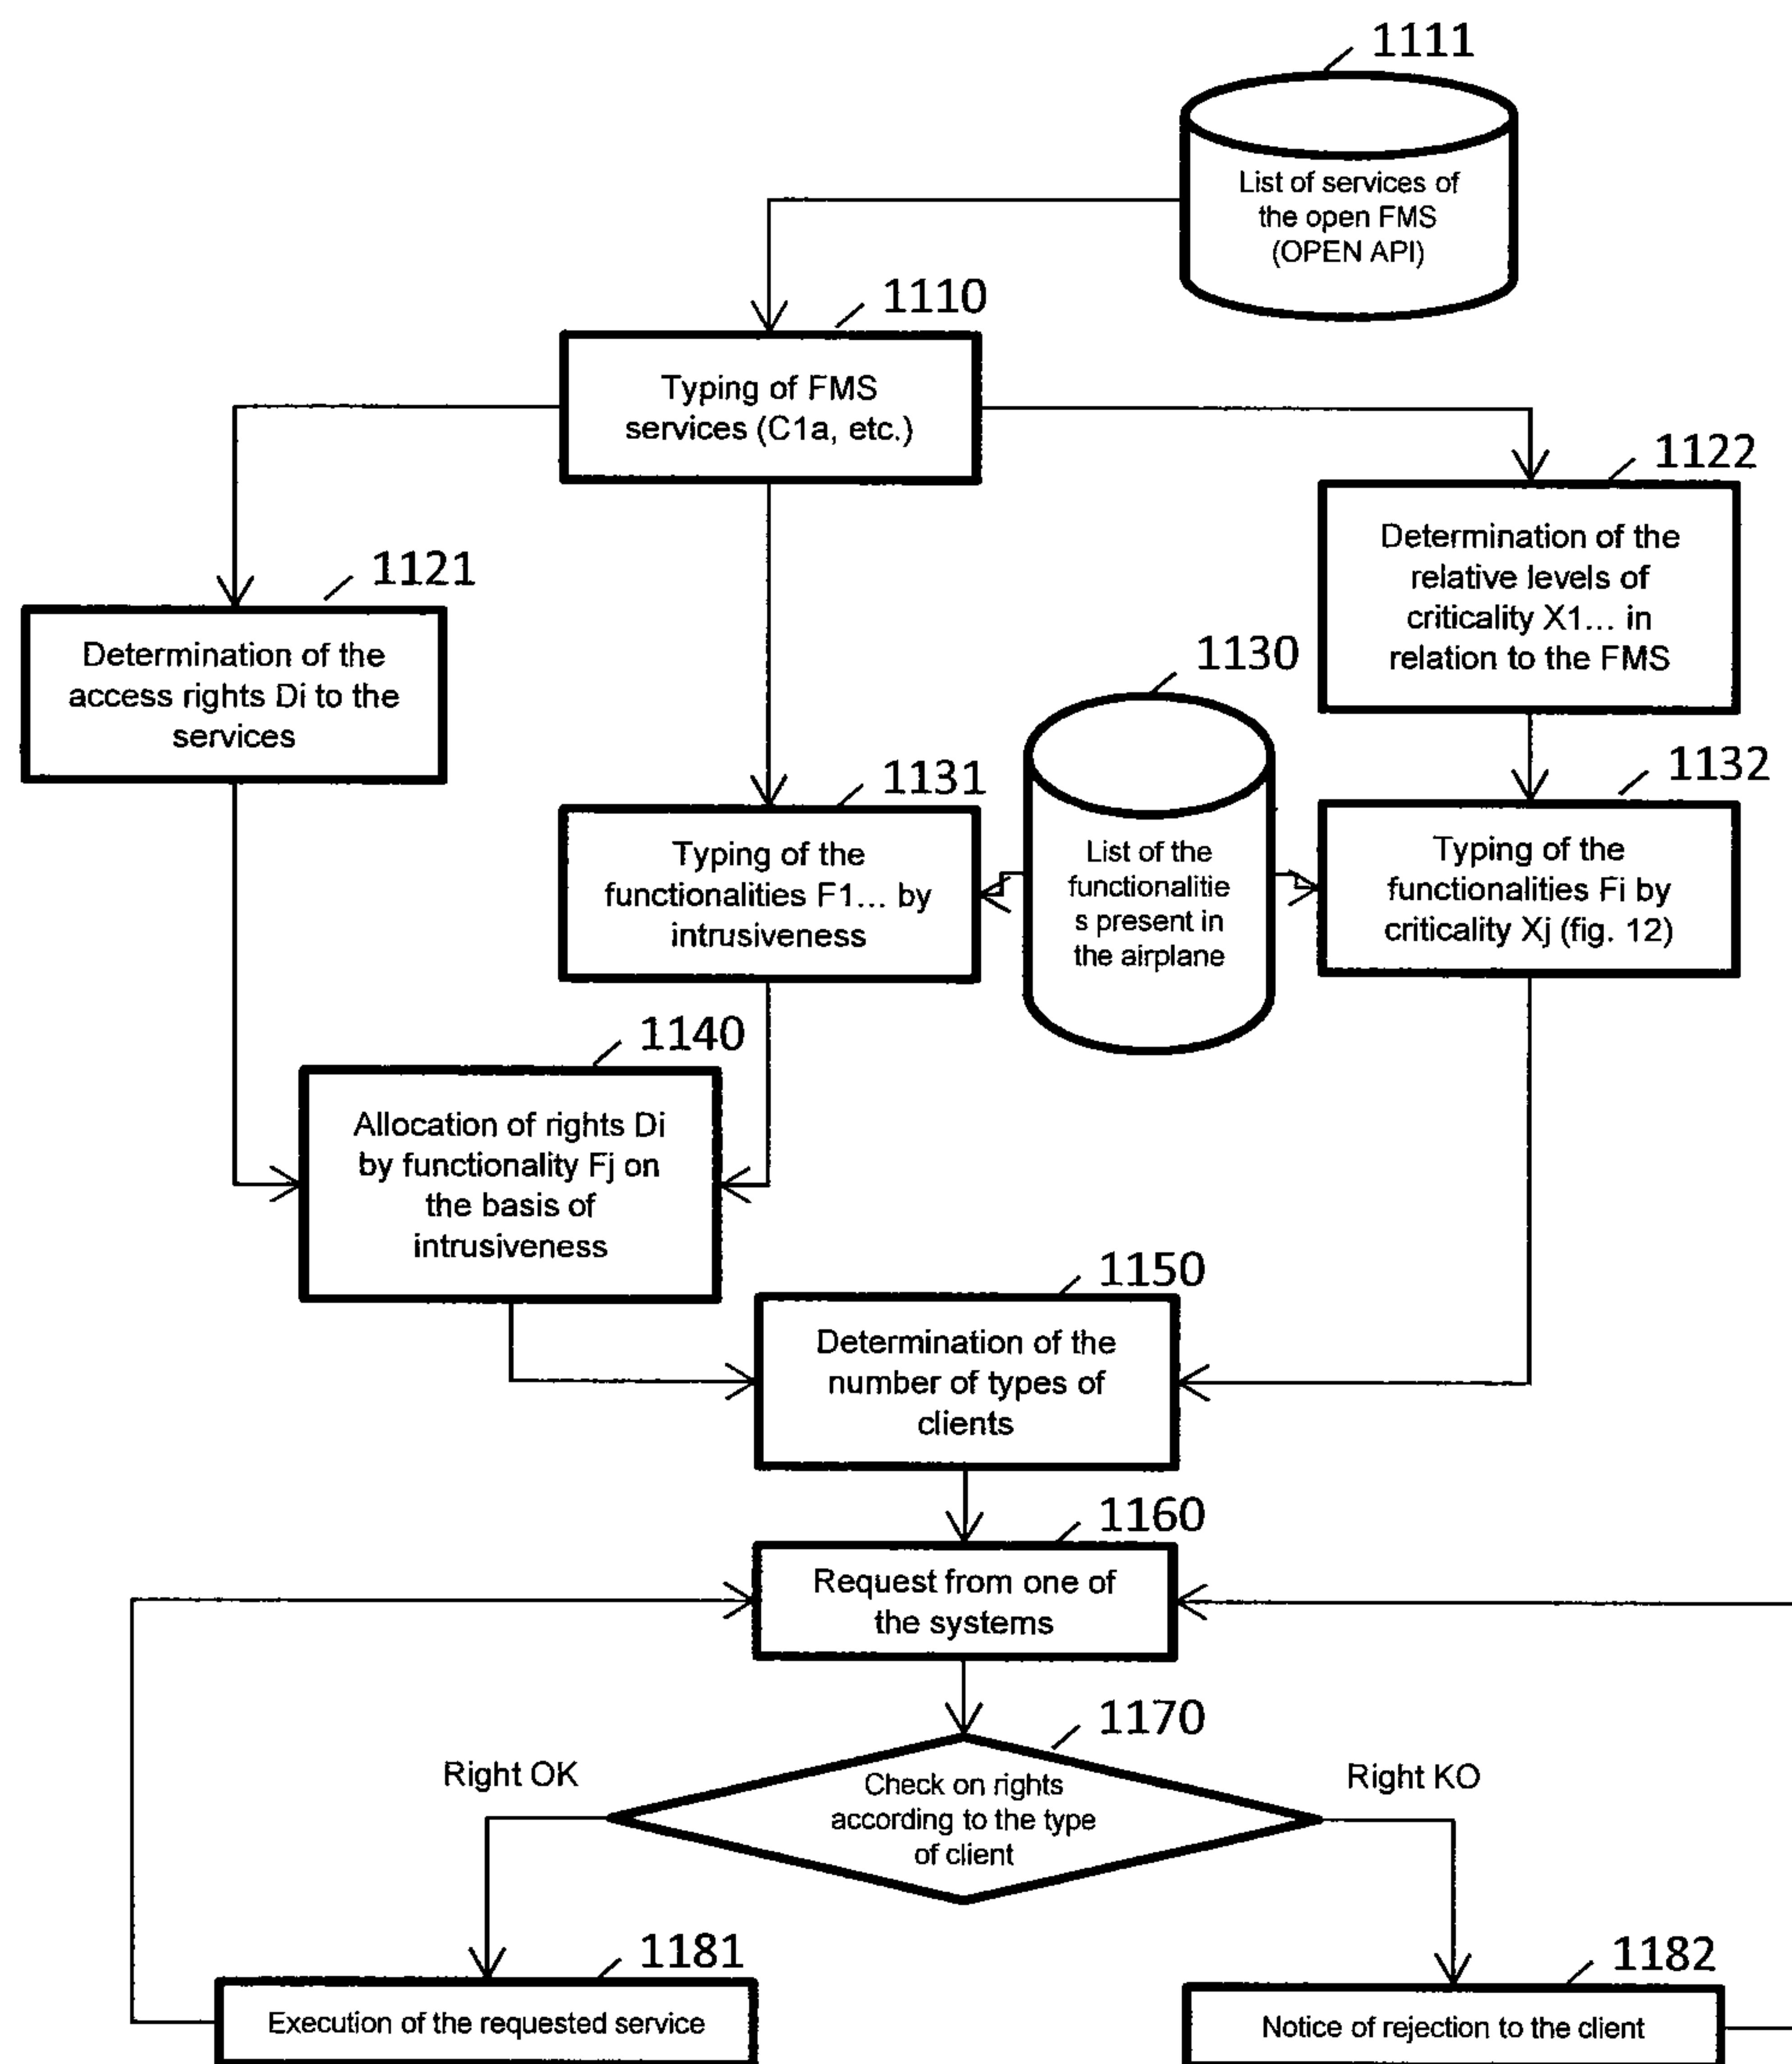 1111
List of services of
the open FMS
(OPEN API)
1110
Typing of FMS
services (C1a, etc.)
1122
Determination of the
relative levels of
criticality X1... in
relation to the FMS
1121
Determination of the
access rights Di to the
services
1130
List of the
functionalitie
s present in
the airplane
1131
Typing of the
functionalities F1... by
intrusiveness
1132
Typing of the
functionalities Fi by
criticality Xj (fig. 12)
1140
Allocation of rights Di
by functionality Fj on
the basis of
intrusiveness
1150
Determination of the
number of types of
clients
1160
Request from one of
the systems
1170
Check on rights
according to the type
of client
Right OK
Right KO
1181
Execution of the requested service
1182
Notice of rejection to the client